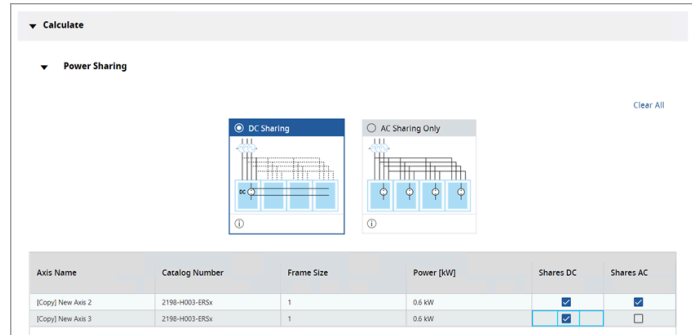 Calculate
Power Sharing
Clear All
DC Sharing
AC Sharing Only
DC
Axis Name Catalog Number Frame Size Power [kW] Shares DC Shares AC
[Copy] New Axis 2 2198-H003-ERSx 1 0.6 kW
[Copy] New Axis 3 2198-H003-ERSx 1 0.6 kW